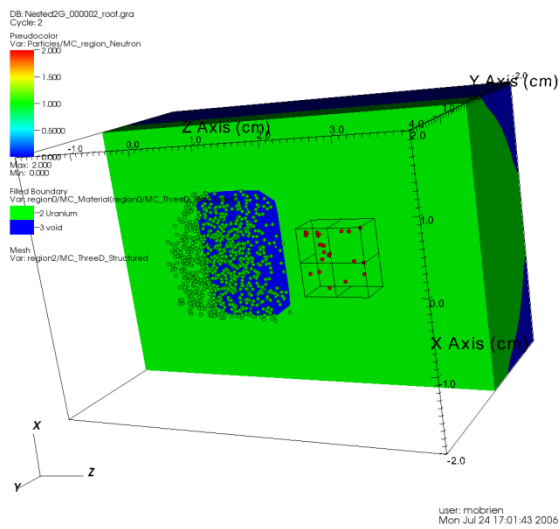 DB: Nested2G_000002_root.gra
Cycle: 2
Pseudocolor
Var: Particles/MC_region_Neutron
2.000
1.500
1.000
0.5000
0.000
Max: 2.000
Min: 0.000
Filled Boundary
Var: region0/MC_Material(region0/MC_ThreeD_
2 Uranium
3 void
Mesh
Var: region2/MC_ThreeD_Structured
Y Axis (cm)
-2.0
Z Axis (cm)
-1.0
0.0
1.0
2.0
3.0
4.0
2.0
1.0
0.0
X Axis (cm)
-1.0
-2.0
X
Y
Z
user: mobrien
Mon Jul 24 17:01:43 2006